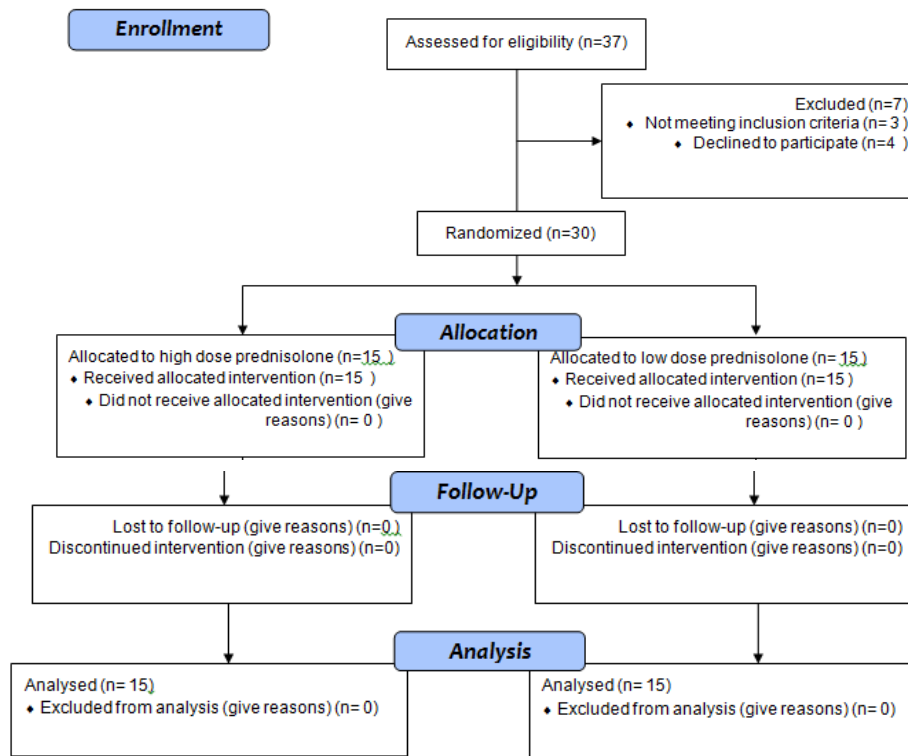 Enrollment
Assessed for eligibility (n=37)
Excluded (n=7)
♦ Not meeting inclusion criteria (n= 3 )
♦ Declined to participate (n=4 )
Randomized (n=30)
Allocation
Allocated to high dose prednisolone (n=15 )
♦ Received allocated intervention (n=15 )
♦ Did not receive allocated intervention (give
reasons) (n= 0 )
Allocated to low dose prednisolone (n= 15)
♦ Received allocated intervention (n=15 )
♦ Did not receive allocated intervention (give
reasons) (n= 0 )
Follow-Up
Lost to follow-up (give reasons) (n=0 )
Discontinued intervention (give reasons) (n=0)
Lost to follow-up (give reasons) (n=0)
Discontinued intervention (give reasons) (n=0)
Analysis
Analysed (n= 15)
♦ Excluded from analysis (give reasons) (n= 0)
Analysed (n= 15)
♦ Excluded from analysis (give reasons) (n= 0)